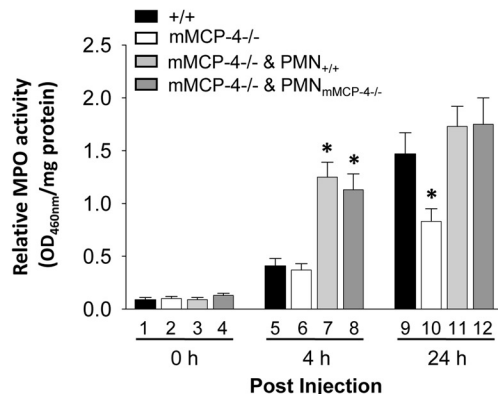 +/+
mMCP-4-/-
mMCP-4-/- & PMN+/+
mMCP-4-/- & PMNmMCP-4-/-
Relative MPO activity
(OD460nm/mg protein)
2.5
2.0
1.5
1.0
0.5
0.0
* * *
1 2 3 4 5 6 7 8 9 10 11 12
0 h 4 h 24 h
Post Injection